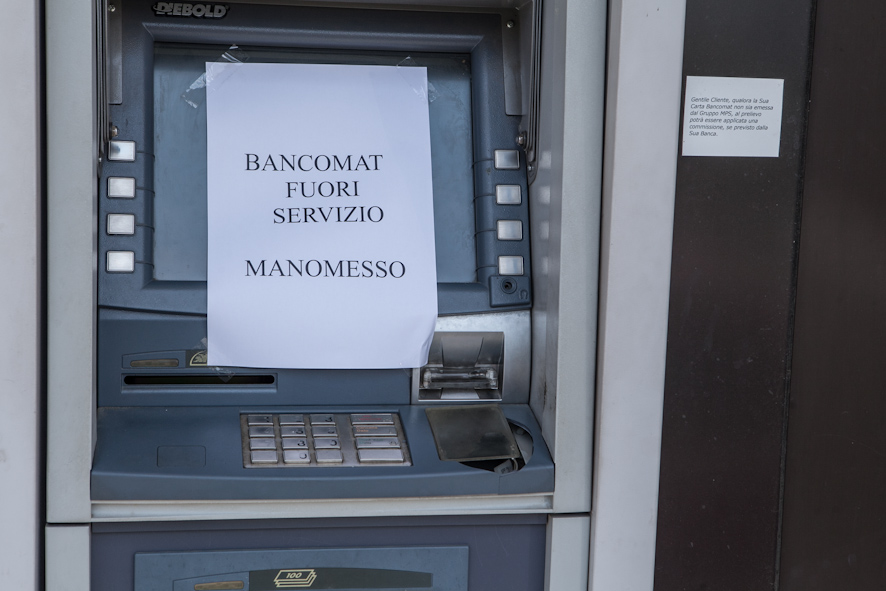 DIEBOLD
BANCOMAT
FUORI
SERVIZIO
MANOMESSO
Gentile Cliente, qualora la Sua
Carta Bancomat non sia emessa
dal Gruppo MPS, al prelievo
potrà essere applicata una
commissione, se previsto dalla
Sua Banca.
100